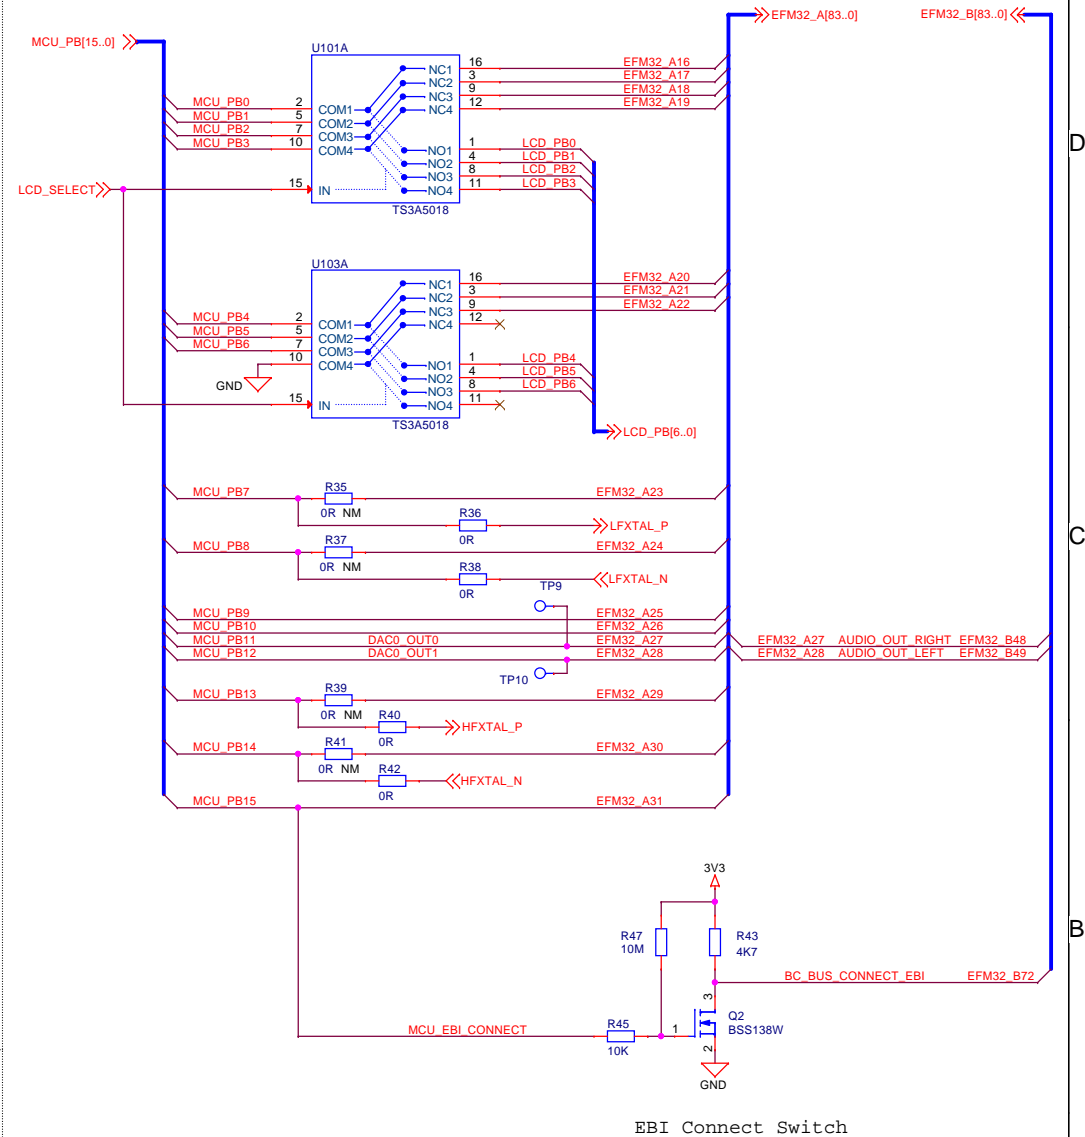 EFM32_A[83..0] EFM32_B[83..0]
MCU_PB[15..0]
U101A
16 EFM32_A16
NC1
3 EFM32_A17
NC2
9 EFM32_A18
NC3
12 EFM32_A19
NC4
MCU_PB0 2 COM1
MCU_PB1 5 COM2
MCU_PB2 7 COM3
MCU_PB3 10 COM4
NO1 1 LCD_PB0
NO2 4 LCD_PB1
NO3 8 LCD_PB2
NO4 11 LCD_PB3
D
LCD_SELECT 15 IN
TS3A5018
U103A
NC1 16 EFM32_A20
NC2 3 EFM32_A21
NC3 9 EFM32_A22
NC4 12
MCU_PB4 2 COM1
MCU_PB5 5 COM2
MCU_PB6 7 COM3
10 COM4
GND
NO1 1 LCD_PB4
NO2 4 LCD_PB5
NO3 8 LCD_PB6
NO4 11
15 IN
TS3A5018
LCD_PB[6..0]
MCU_PB7 R35 EFM32_A23
0R NM R36 LFXTAL_P
0R
C
MCU_PB8 R37 EFM32_A24
0R NM R38 LFXTAL_N
0R
TP9
MCU_PB9 EFM32_A25
MCU_PB10 EFM32_A26
MCU_PB11 DAC0_OUT0 EFM32_A27 EFM32_A27 AUDIO_OUT_RIGHT EFM32_B48
MCU_PB12 DAC0_OUT1 EFM32_A28 EFM32_A28 AUDIO_OUT_LEFT EFM32_B49
TP10
MCU_PB13 R39 EFM32_A29
0R NM R40 HFXTAL_P
0R
MCU_PB14 R41 EFM32_A30
0R NM R42 HFXTAL_N
0R
MCU_PB15 EFM32_A31
3V3
B
R47 R43
10M 4K7
BC_BUS_CONNECT_EBI EFM32_B72
3
MCU_EBI_CONNECT R45 1 Q2
10K BSS138W
2
GND
EBI Connect Switch